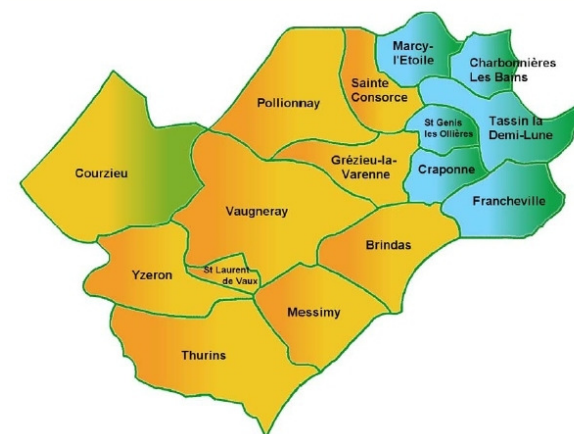 Marcy-
l'Etoile
Charbonnières
Les Bains
Sainte
Consorce
Pollionnay
St Genis
les Ollières
Tassin la
Demi-Lune
Grézieu-la-
Varenne
Craponne
Courzieu
Francheville
Vaugneray
Brindas
Yzeron
St Laurent
de Vaux
Messimy
Thurins